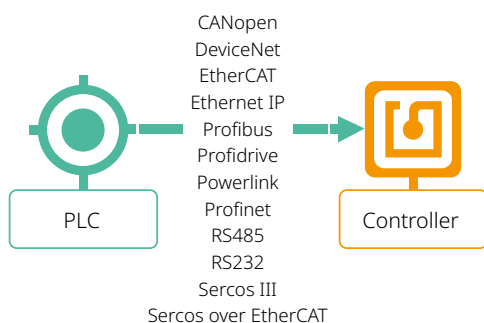 CANopen
DeviceNet
EtherCAT
Ethernet IP
Profibus
Profidrive
Powerlink
Profinet
RS485
RS232
Sercos III
Sercos over EtherCAT
PLC
Controller